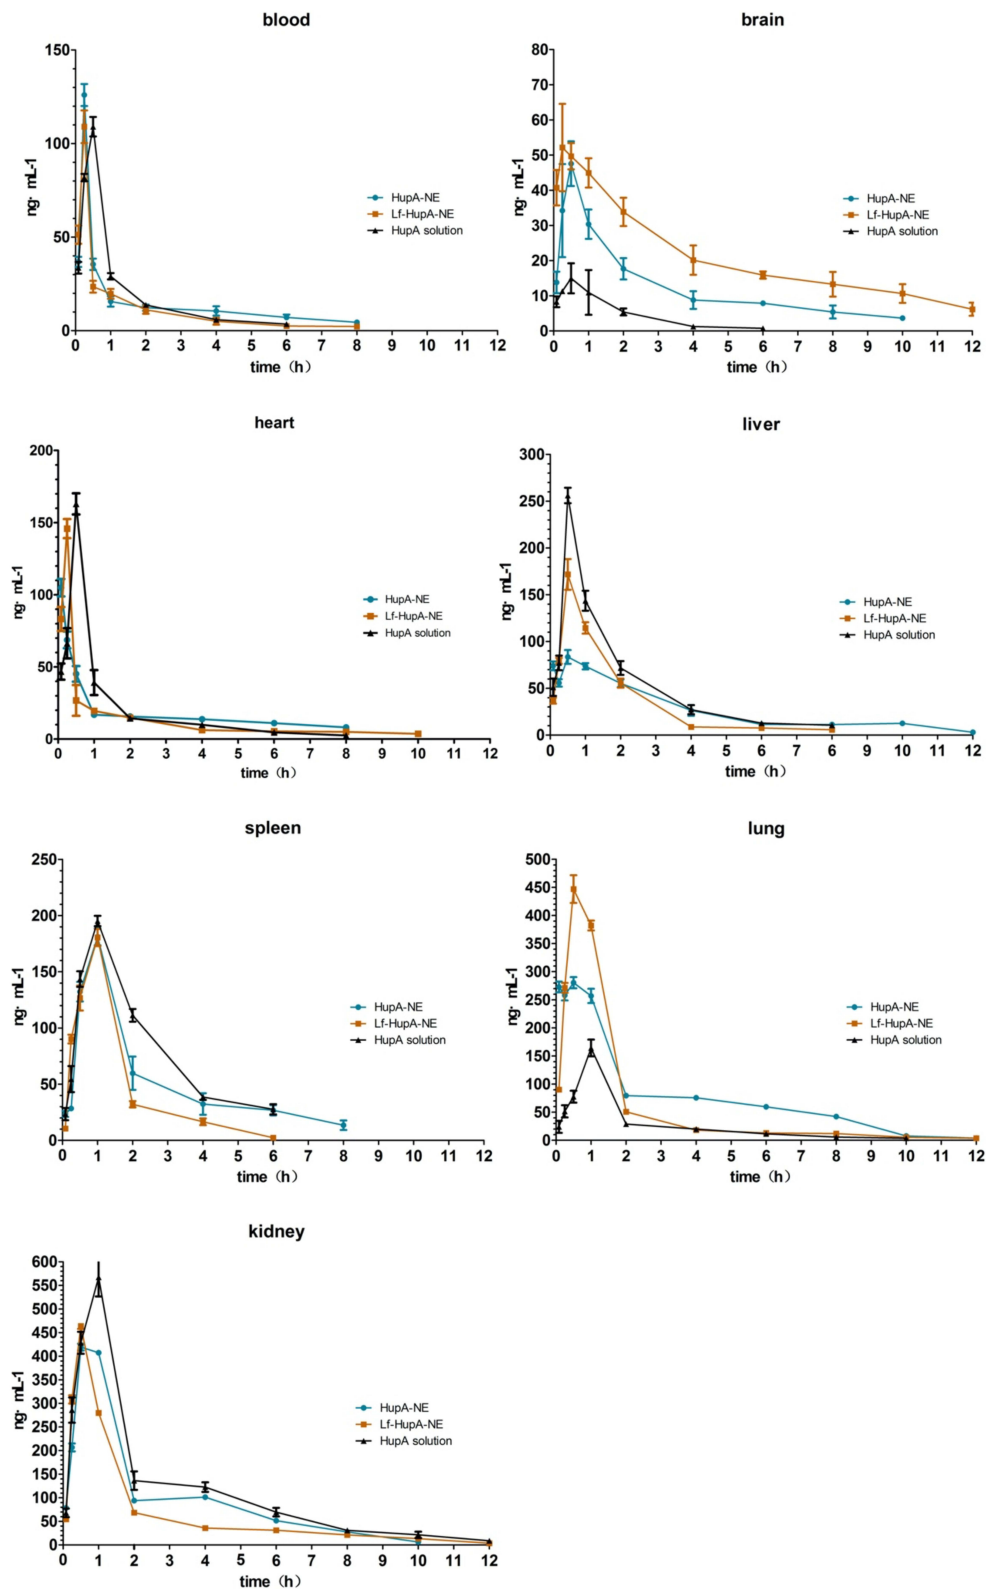 blood
150
100
50
0
ng· mL-1
HupA-NE
Lf-HupA-NE
HupA solution
0 1 2 3 4 5 6 7 8 9 10 11 12
time（h）
brain
80
70
60
50
40
30
20
10
0
ng· mL-1
HupA-NE
Lf-HupA-NE
HupA solution
0 1 2 3 4 5 6 7 8 9 10 11 12
time（h）
heart
200
150
100
50
0
ng· mL-1
HupA-NE
Lf-HupA-NE
HupA solution
0 1 2 3 4 5 6 7 8 9 10 11 12
time（h）
liver
300
250
200
150
100
50
0
ng· mL-1
HupA-NE
Lf-HupA-NE
HupA solution
0 1 2 3 4 5 6 7 8 9 10 11 12
time（h）
spleen
250
200
150
100
50
0
ng· mL-1
HupA-NE
Lf-HupA-NE
HupA solution
0 1 2 3 4 5 6 7 8 9 10 11 12
time（h）
lung
500
450
400
350
300
250
200
150
100
50
0
ng· mL-1
HupA-NE
Lf-HupA-NE
HupA solution
0 1 2 3 4 5 6 7 8 9 10 11 12
time（h）
kidney
600
550
500
450
400
350
300
250
200
150
100
50
0
ng· mL-1
HupA-NE
Lf-HupA-NE
HupA solution
0 1 2 3 4 5 6 7 8 9 10 11 12
time（h）